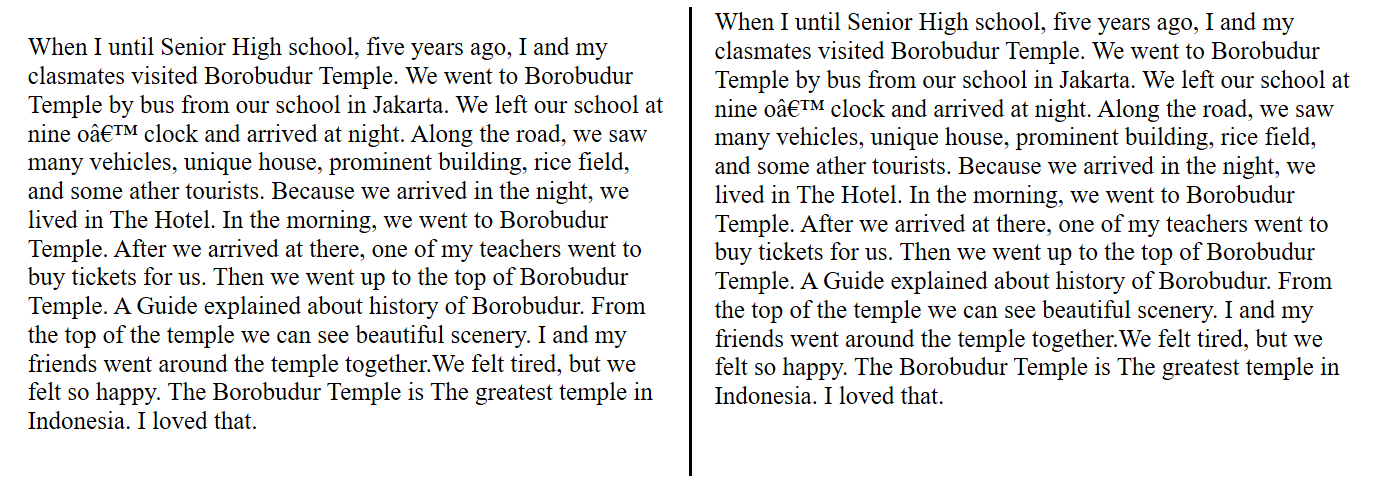 When I until Senior High school, five years ago, I and my
clasmates visited Borobudur Temple. We went to Borobudur
Temple by bus from our school in Jakarta. We left our school at
nine oâ€™ clock and arrived at night. Along the road, we saw
many vehicles, unique house, prominent building, rice field,
and some ather tourists. Because we arrived in the night, we
lived in The Hotel. In the morning, we went to Borobudur
Temple. After we arrived at there, one of my teachers went to
buy tickets for us. Then we went up to the top of Borobudur
Temple. A Guide explained about history of Borobudur. From
the top of the temple we can see beautiful scenery. I and my
friends went around the temple together.We felt tired, but we
felt so happy. The Borobudur Temple is The greatest temple in
Indonesia. I loved that.
When I until Senior High school, five years ago, I and my
clasmates visited Borobudur Temple. We went to Borobudur
Temple by bus from our school in Jakarta. We left our school at
nine oâ€™ clock and arrived at night. Along the road, we saw
many vehicles, unique house, prominent building, rice field,
and some ather tourists. Because we arrived in the night, we
lived in The Hotel. In the morning, we went to Borobudur
Temple. After we arrived at there, one of my teachers went to
buy tickets for us. Then we went up to the top of Borobudur
Temple. A Guide explained about history of Borobudur. From
the top of the temple we can see beautiful scenery. I and my
friends went around the temple together.We felt tired, but we
felt so happy. The Borobudur Temple is The greatest temple in
Indonesia. I loved that.